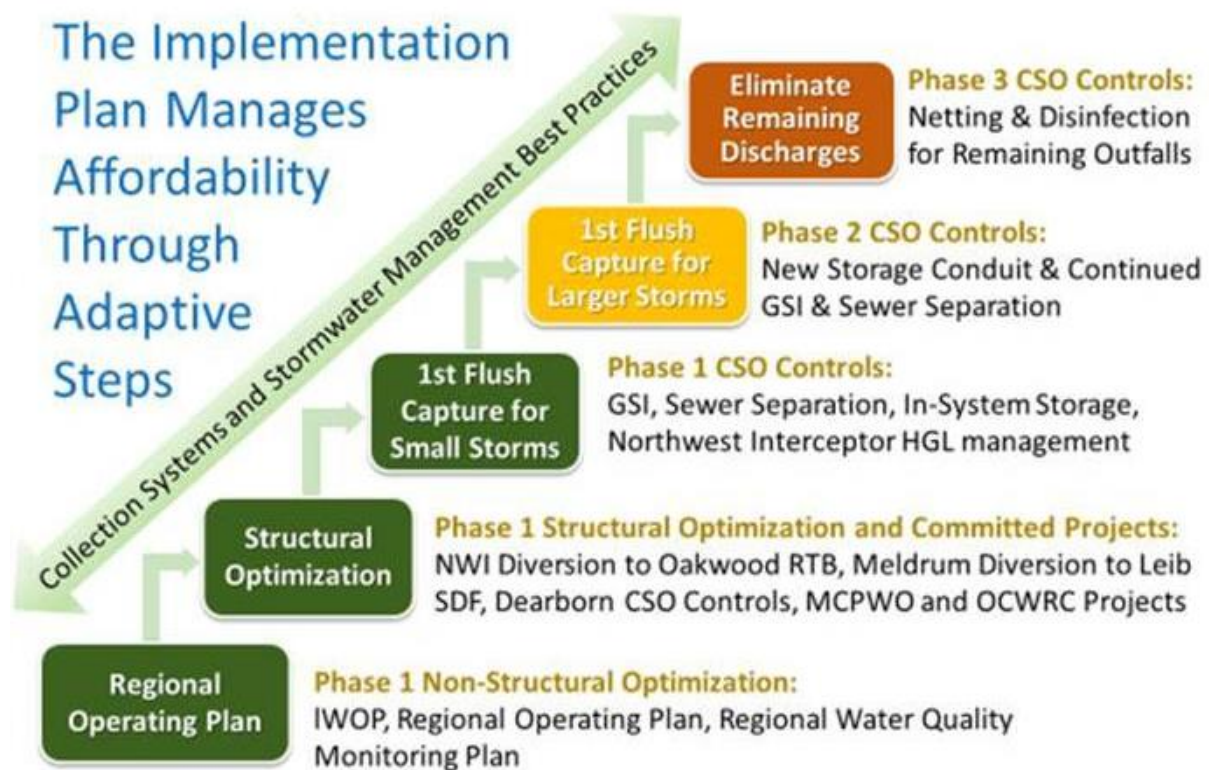 The Implementation
Plan Manages
Affordability
Through
Adaptive
Steps
Collection Systems and Stormwater Management Best Practices
Eliminate
Remaining
Discharges
Phase 3 CSO Controls:
Netting & Disinfection
for Remaining Outfalls
1st Flush
Capture for
Larger Storms
Phase 2 CSO Controls:
New Storage Conduit & Continued
GSI & Sewer Separation
1st Flush
Capture for
Small Storms
Phase 1 CSO Controls:
GSI, Sewer Separation, In-System Storage,
Northwest Interceptor HGL management
Structural
Optimization
Phase 1 Structural Optimization and Committed Projects:
NWI Diversion to Oakwood RTB, Meldrum Diversion to Leib
SDF, Dearborn CSO Controls, MCPWO and OCWRC Projects
Regional
Operating Plan
Phase 1 Non-Structural Optimization:
IWOP, Regional Operating Plan, Regional Water Quality
Monitoring Plan